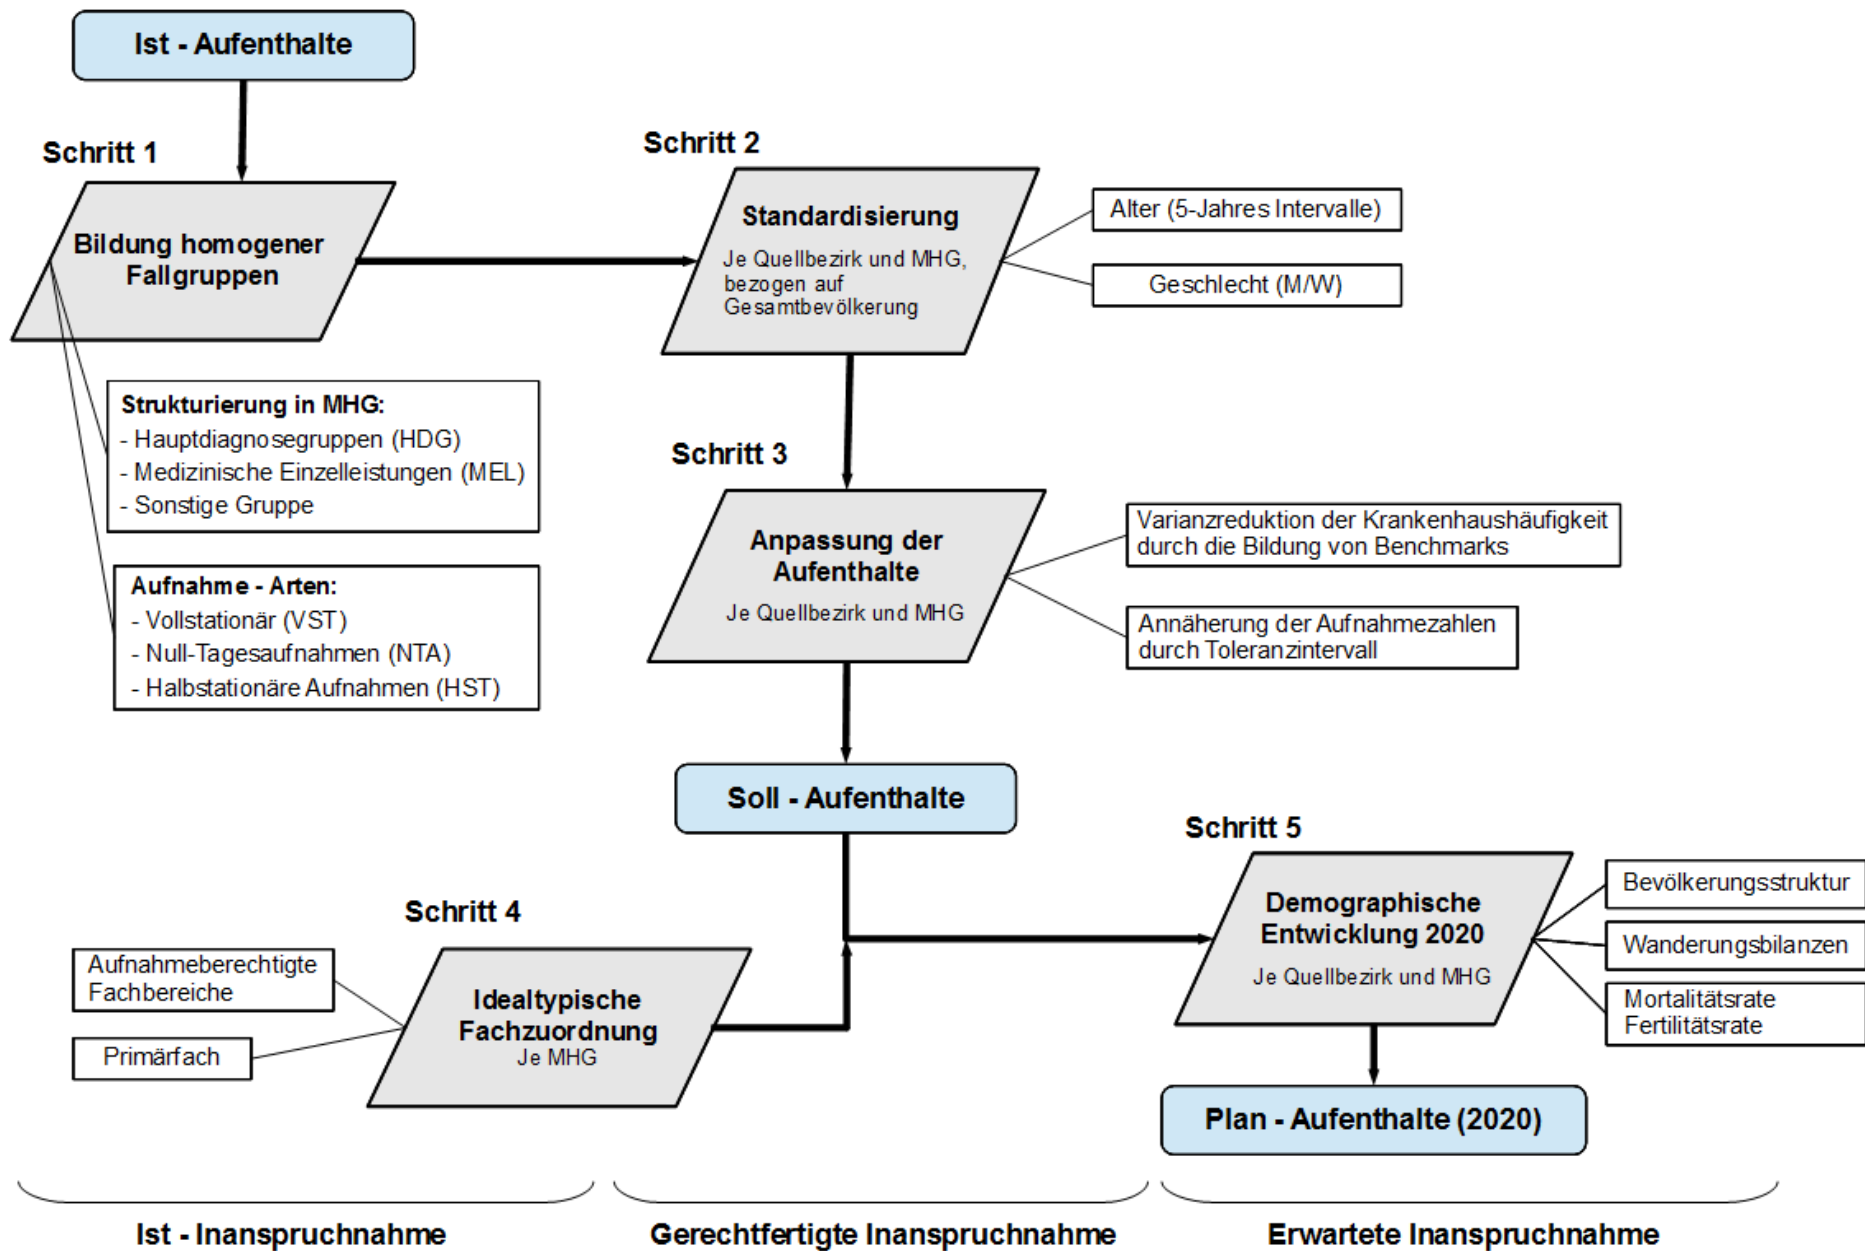 Ist - Aufenthalte
Schritt 1
Bildung homogener
Fallgruppen
Strukturierung in MHG:
- Hauptdiagnosegruppen (HDG)
- Medizinische Einzelleistungen (MEL)
- Sonstige Gruppe
Aufnahme - Arten:
- Vollstationär (VST)
- Null-Tagesaufnahmen (NTA)
- Halbstationäre Aufnahmen (HST)
Schritt 2
Standardisierung
Je Quellbezirk und MHG,
bezogen auf
Gesamtbevölkerung
Alter (5-Jahres Intervalle)
Geschlecht (M/W)
Schritt 3
Anpassung der
Aufenthalte
Je Quellbezirk und MHG
Varianzreduktion der Krankenhaushäufigkeit
durch die Bildung von Benchmarks
Annäherung der Aufnahmezahlen
durch Toleranzintervall
Soll - Aufenthalte
Schritt 4
Aufnahmeberechtigte
Fachbereiche
Primärfach
Idealtypische
Fachzuordnung
Je MHG
Schritt 5
Demographische
Entwicklung 2020
Je Quellbezirk und MHG
Bevölkerungsstruktur
Wanderungsbilanzen
Mortalitätsrate
Fertilitätsrate
Plan - Aufenthalte (2020)
Ist - Inanspruchnahme
Gerechtfertigte Inanspruchnahme
Erwartete Inanspruchnahme